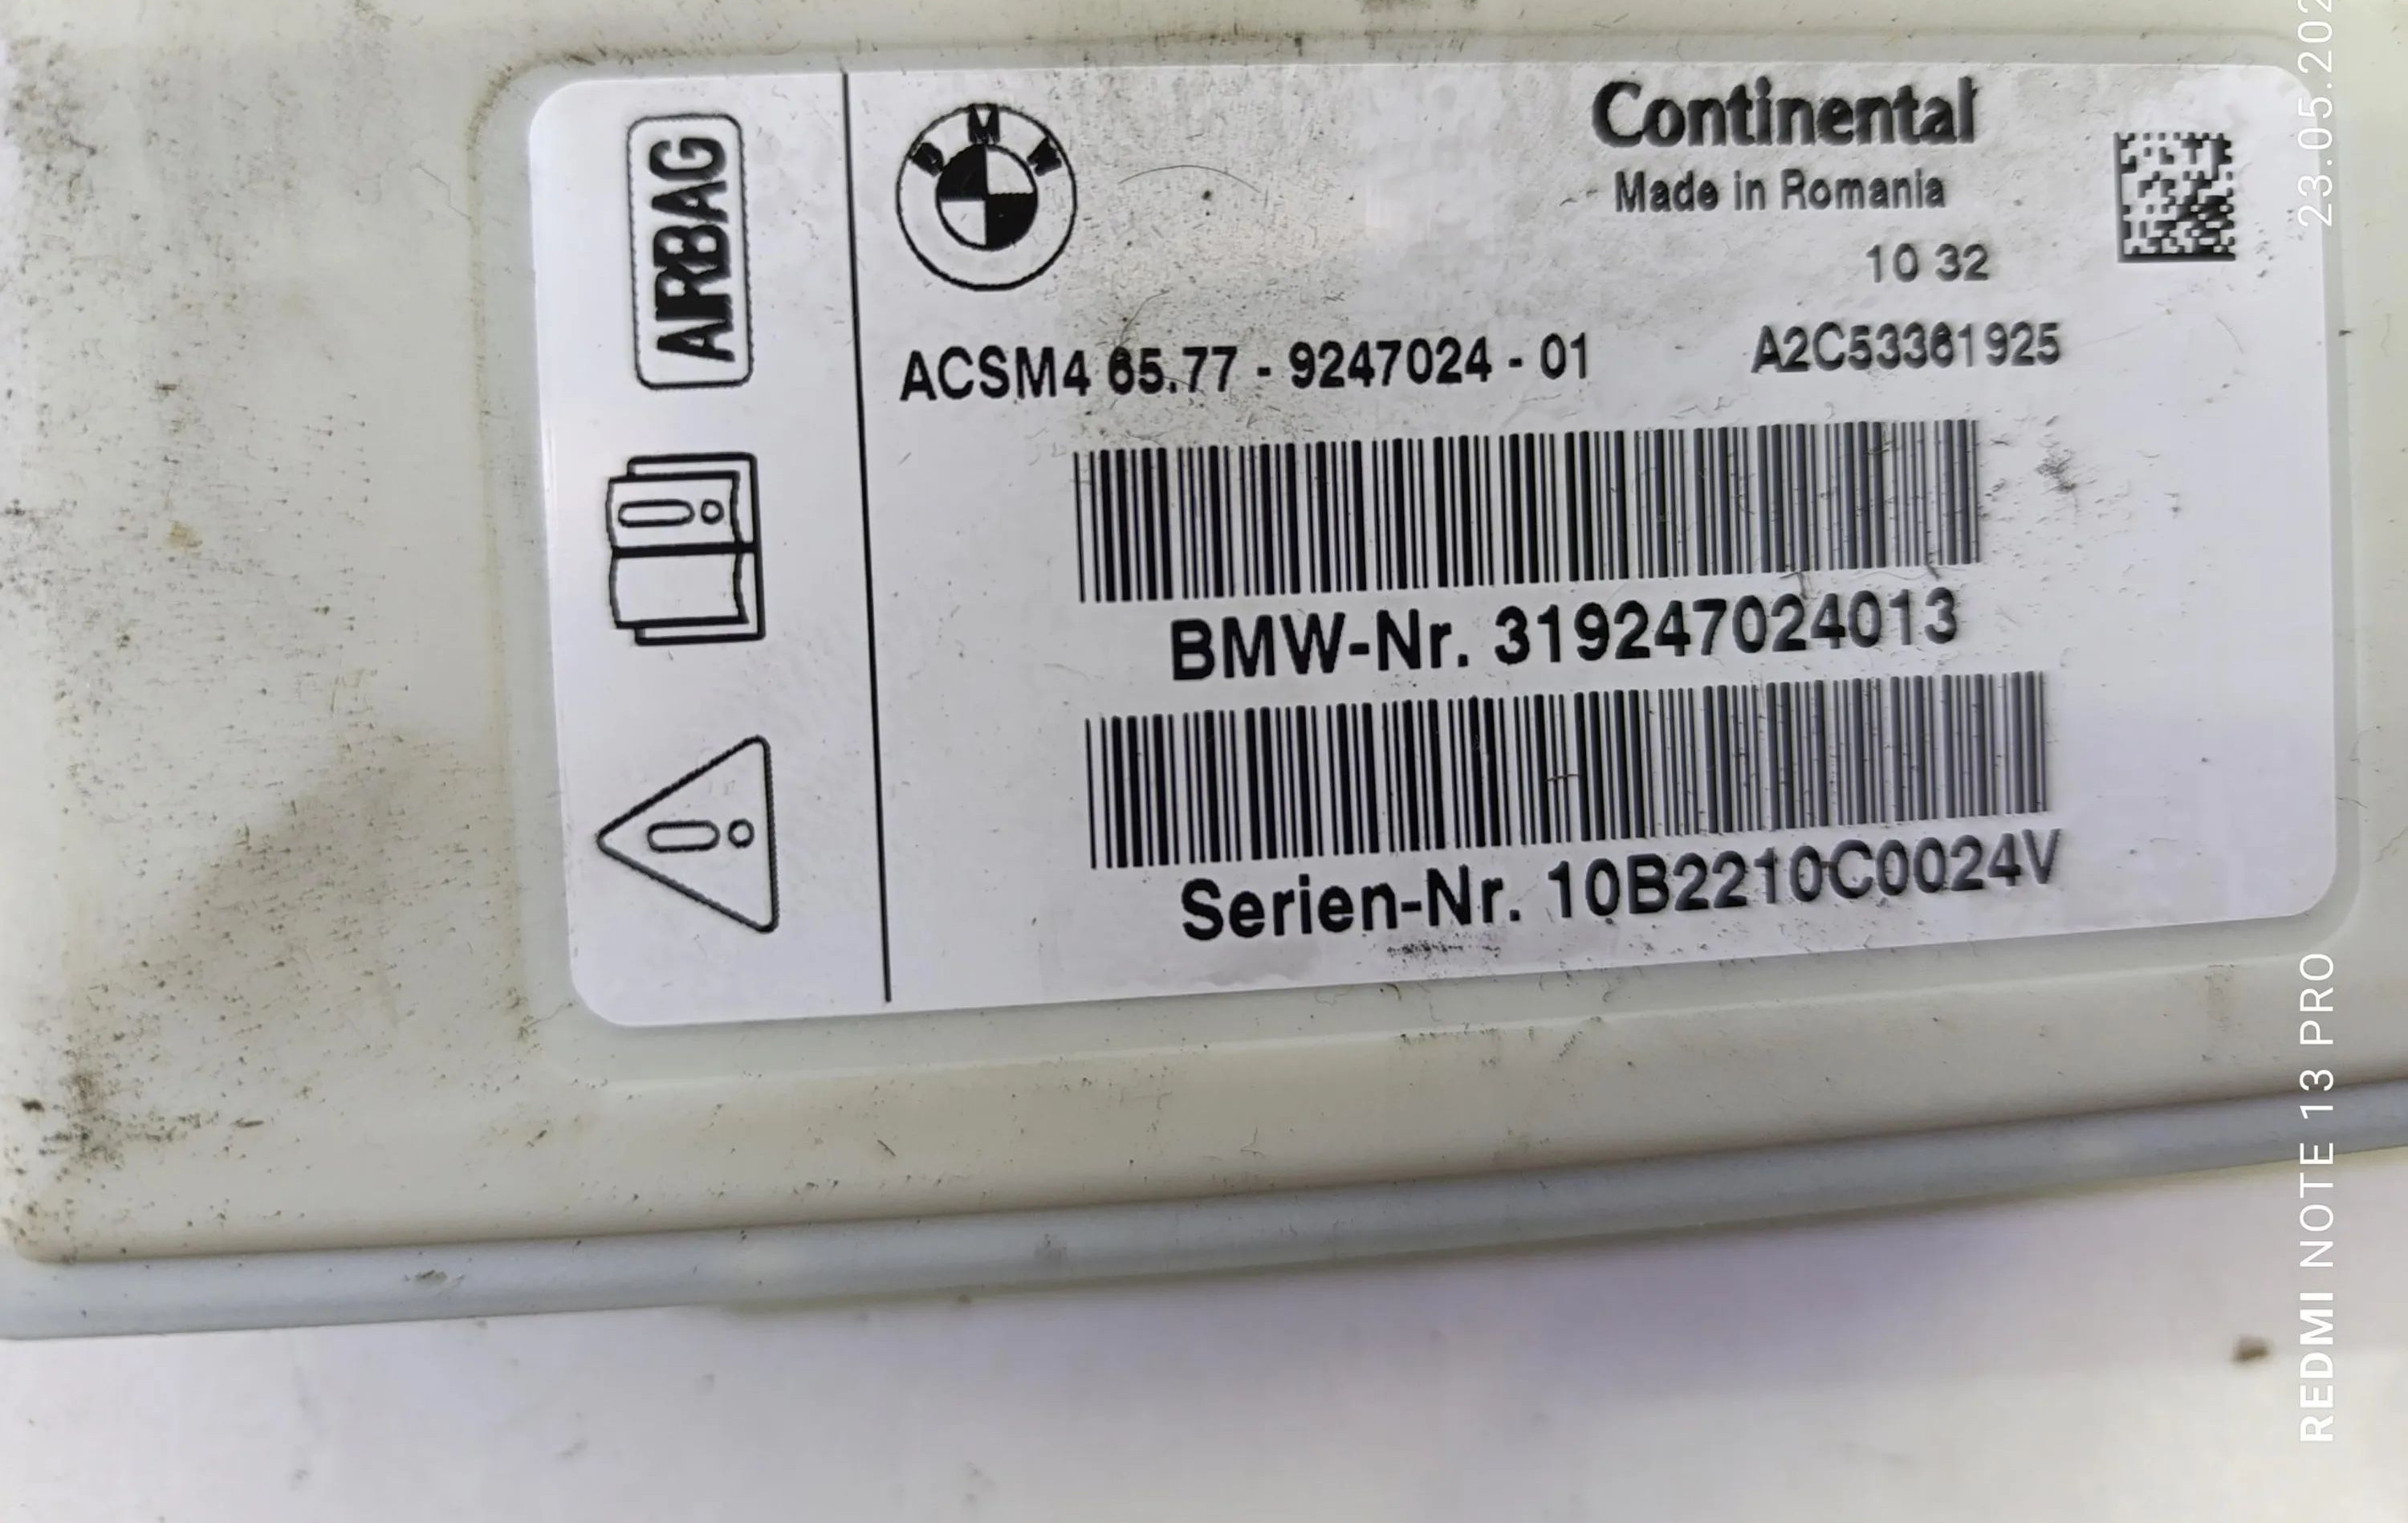 AIRBAG
BMW
Continental
Made in Romania
10 32
ACSM4 65.77 - 9247024 - 01
A2C53361925
BMW-Nr. 319247024013
Serien-Nr. 10B2210C0024V
REDMI NOTE 13 PRO
23.05.202